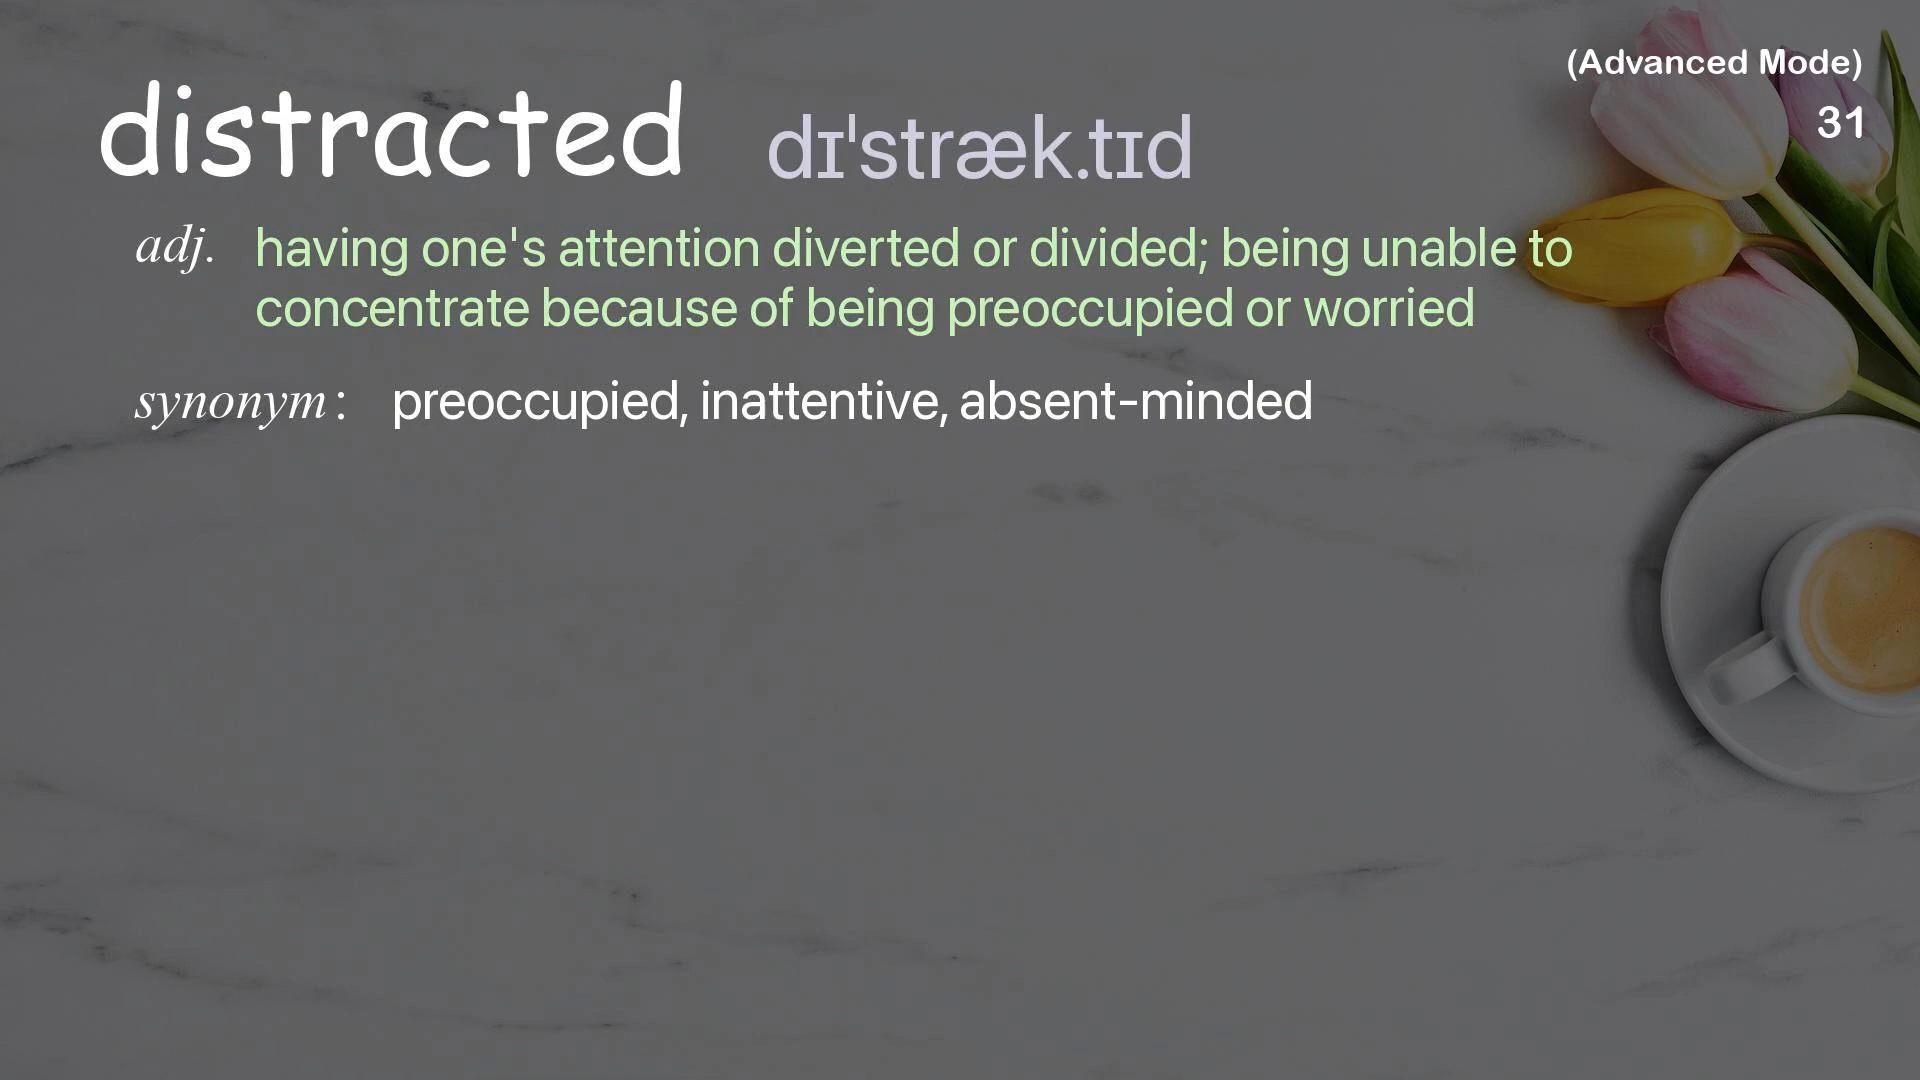 (Advanced Mode)
31
distracted dɪˈstræk.tɪd
adj. having one's attention diverted or divided; being unable to
concentrate because of being preoccupied or worried
synonym : preoccupied, inattentive, absent-minded